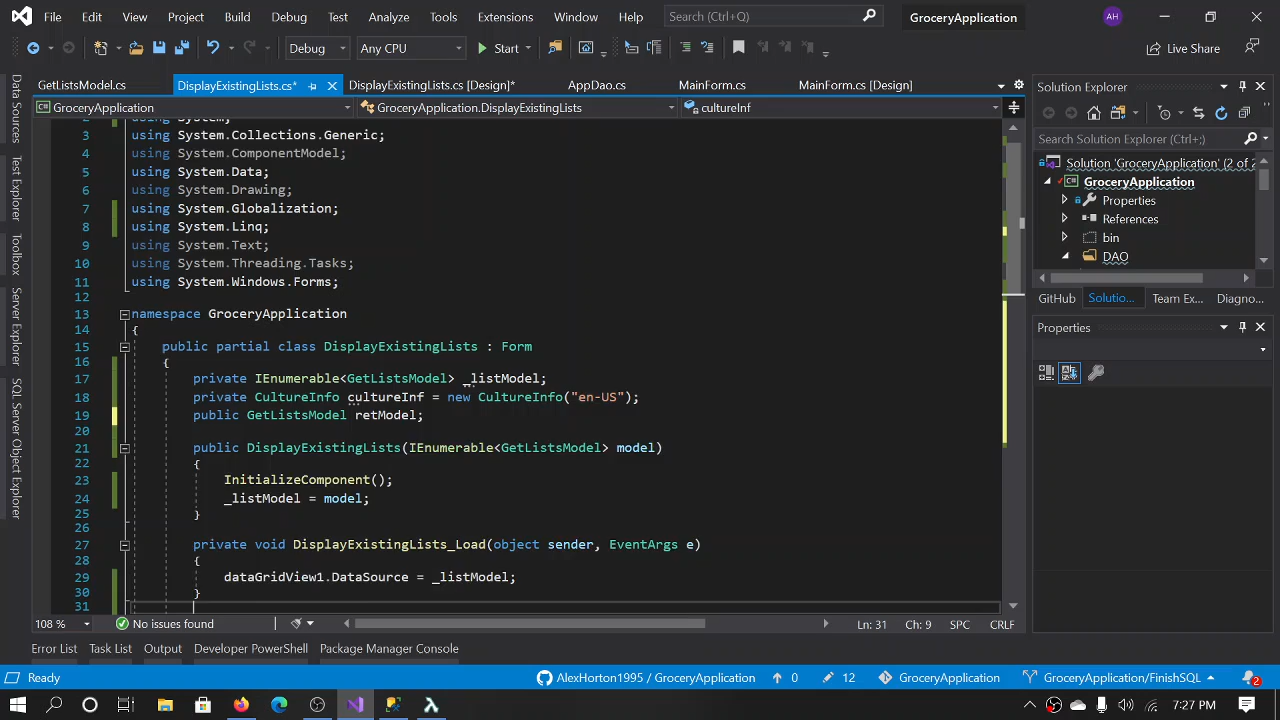 File Edit View Project Build Debug Test Analyze Tools Extensions Window Help Search (Ctrl+Q) GroceryApplication AH
Debug Any CPU Start Live Share
GetListsModel.cs DisplayExistingLists.cs* DisplayExistingLists.cs [Design]* AppDao.cs MainForm.cs MainForm.cs [Design]
GroceryApplication GroceryApplication.DisplayExistingLists cultureInf
2 using System;
3 using System.Collections.Generic;
4 using System.ComponentModel;
5 using System.Data;
6 using System.Drawing;
7 using System.Globalization;
8 using System.Linq;
9 using System.Text;
10 using System.Threading.Tasks;
11 using System.Windows.Forms;
12
13 namespace GroceryApplication
14 {
15 public partial class DisplayExistingLists : Form
16 {
17 private IEnumerable<GetListsModel> _listModel;
18 private CultureInfo cultureInf = new CultureInfo("en-US");
19 public GetListsModel retModel;
20
21 public DisplayExistingLists(IEnumerable<GetListsModel> model)
22 {
23 InitializeComponent();
24 _listModel = model;
25 }
26
27 private void DisplayExistingLists_Load(object sender, EventArgs e)
28 {
29 dataGridView1.DataSource = _listModel;
30 }
31
108 % No issues found Ln: 31 Ch: 9 SPC CRLF
Data Sources
Test Explorer
Toolbox
Server Explorer
SQL Server Object Explorer
Solution Explorer
Search Solution Explorer (Ctrl+;)
Solution 'GroceryApplication' (2 of 2
GroceryApplication
Properties
References
bin
DAO
GitHub Solutio... Team Ex... Diagno...
Properties
Error List Task List Output Developer PowerShell Package Manager Console
Ready AlexHorton1995 / GroceryApplication 0 12 GroceryApplication GroceryApplication/FinishSQL 2
7:27 PM